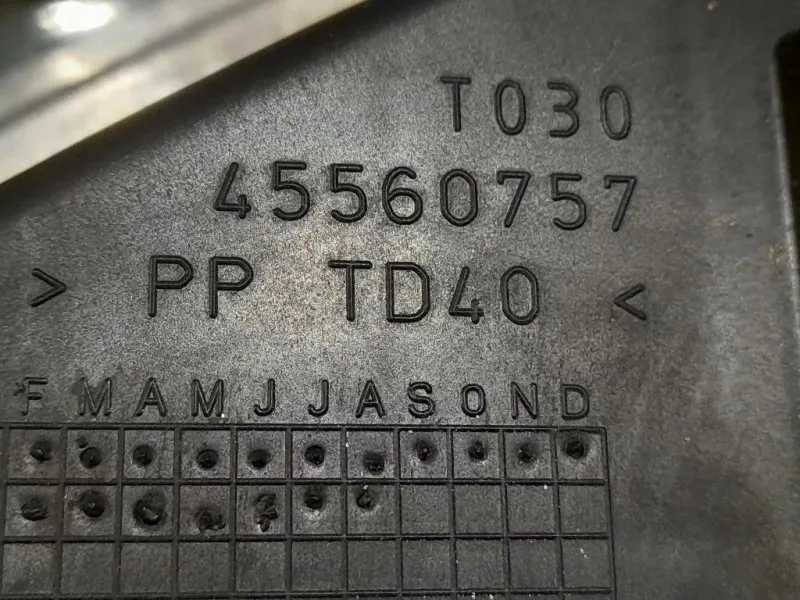 T030
45560757
> PP TD40 <
F M A M J J A S O N D